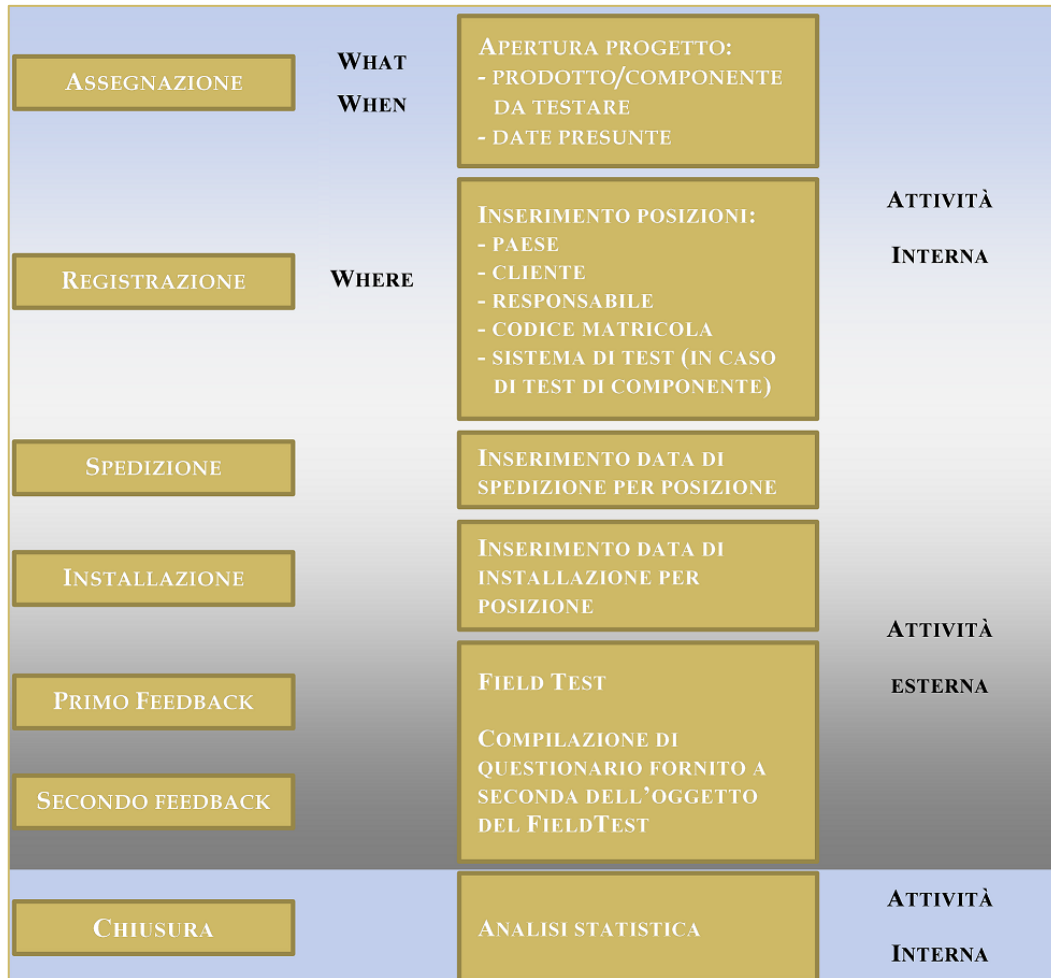 ASSEGNAZIONE
WHAT
WHEN
APERTURA PROGETTO:
- PRODOTTO/COMPONENTE
DA TESTARE
- DATE PRESUNTE
REGISTRAZIONE
WHERE
INSERIMENTO POSIZIONI:
- PAESE
- CLIENTE
- RESPONSABILE
- CODICE MATRICOLA
- SISTEMA DI TEST (IN CASO
DI TEST DI COMPONENTE)
ATTIVITÀ
INTERNA
SPEDIZIONE
INSERIMENTO DATA DI
SPEDIZIONE PER POSIZIONE
INSTALLAZIONE
INSERIMENTO DATA DI
INSTALLAZIONE PER
POSIZIONE
PRIMO FEEDBACK
SECONDO FEEDBACK
FIELD TEST
COMPILAZIONE DI
QUESTIONARIO FORNITO A
SECONDA DELL'OGGETTO
DEL FIELDTEST
ATTIVITÀ
ESTERNA
CHIUSURA
ANALISI STATISTICA
ATTIVITÀ
INTERNA